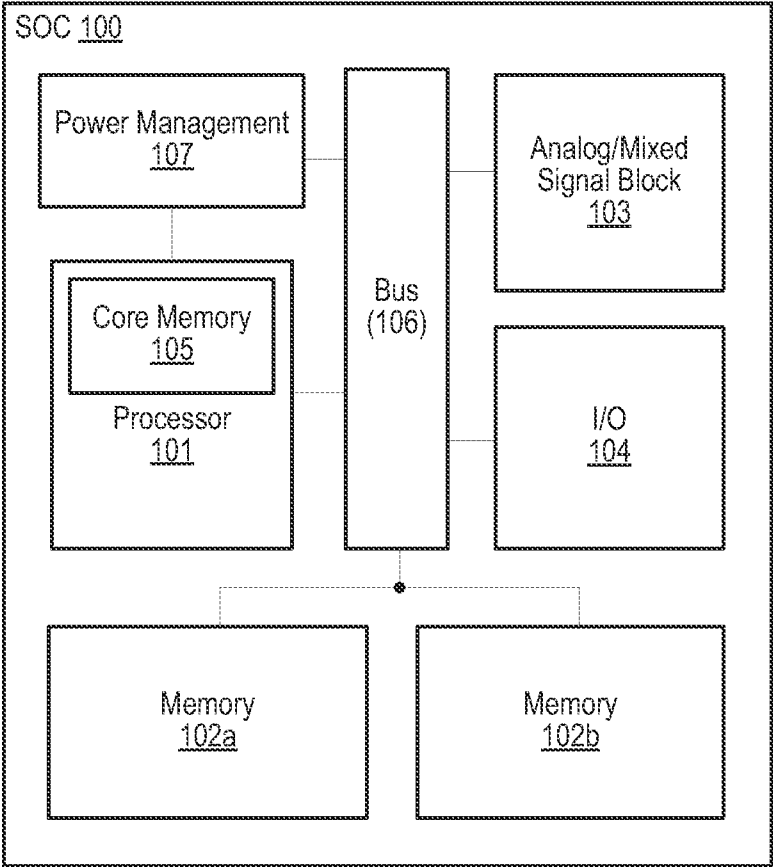 SOC 100
Power Management
107
Core Memory
105
Processor
101
Bus
(106)
Analog/Mixed
Signal Block
103
I/O
104
Memory
102a
Memory
102b